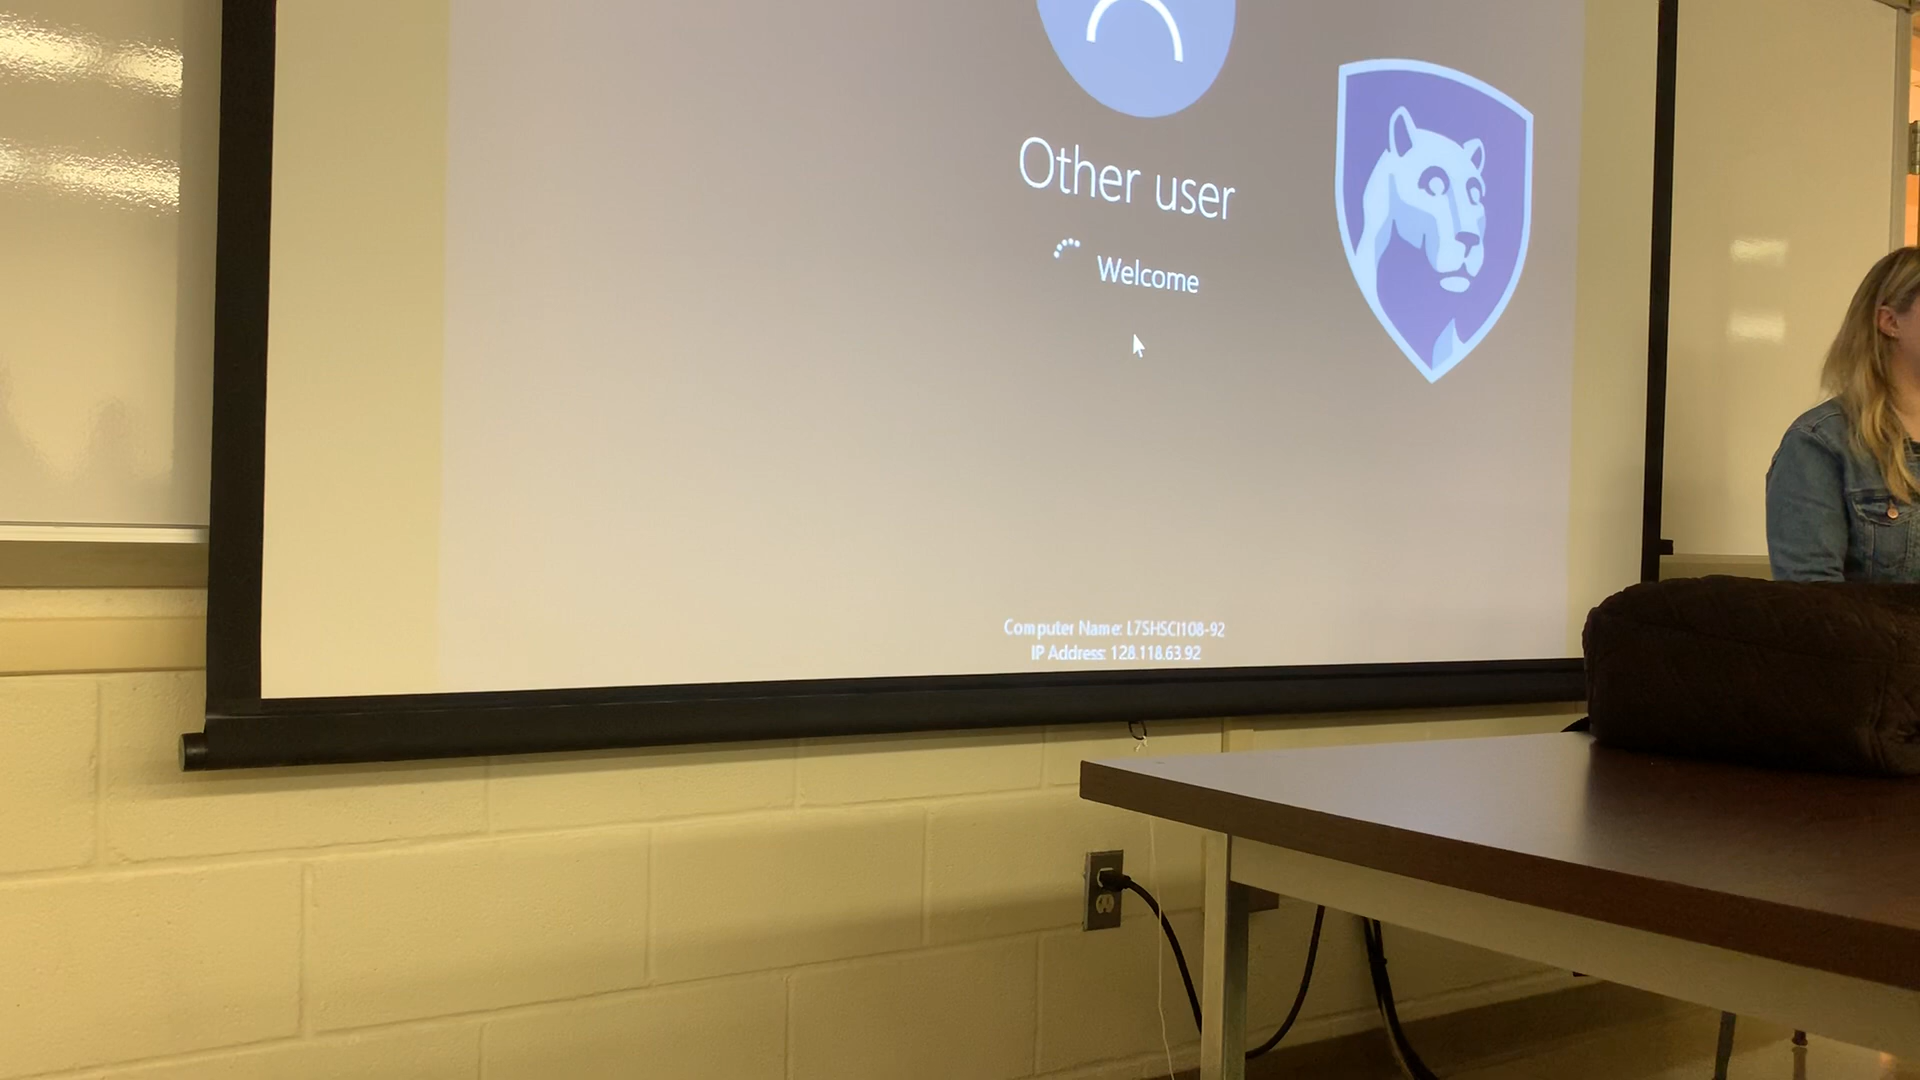 Other user
Welcome
Computer Name: L7SHSCI108-92
IP Address: 128.118.63.92